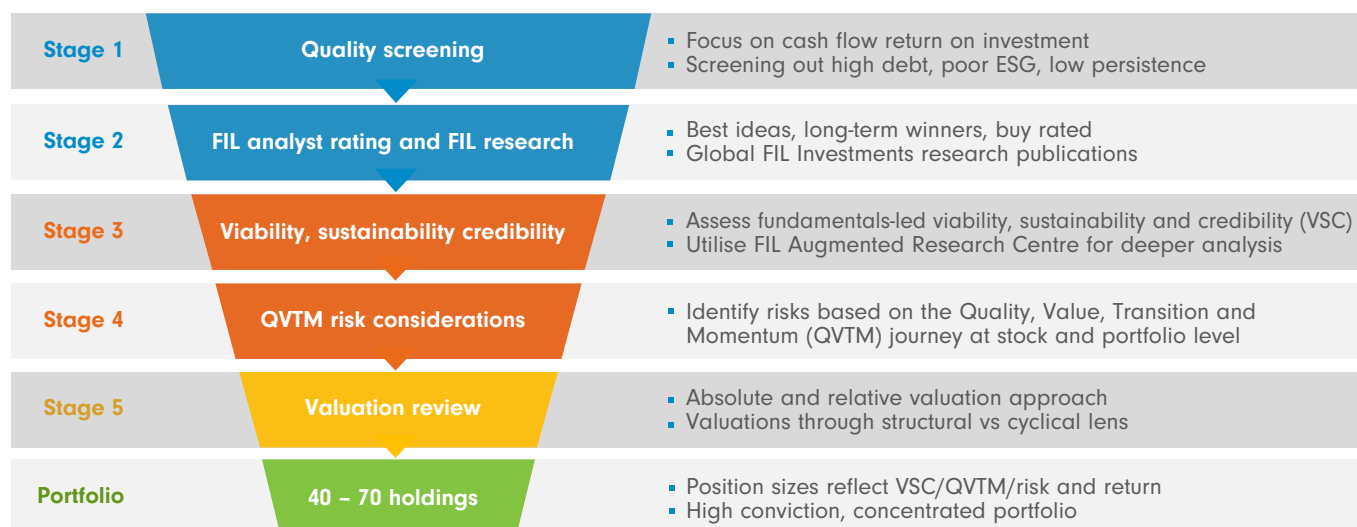 Stage 1
Quality screening
▪ Focus on cash flow return on investment
▪ Screening out high debt, poor ESG, low persistence
Stage 2
FIL analyst rating and FIL research
▪ Best ideas, long-term winners, buy rated
▪ Global FIL Investments research publications
Stage 3
Viability, sustainability credibility
▪ Assess fundamentals-led viability, sustainability and credibility (VSC)
▪ Utilise FIL Augmented Research Centre for deeper analysis
Stage 4
QVTM risk considerations
▪ Identify risks based on the Quality, Value, Transition and
Momentum (QVTM) journey at stock and portfolio level
Stage 5
Valuation review
▪ Absolute and relative valuation approach
▪ Valuations through structural vs cyclical lens
Portfolio
40 – 70 holdings
▪ Position sizes reflect VSC/QVTM/risk and return
▪ High conviction, concentrated portfolio